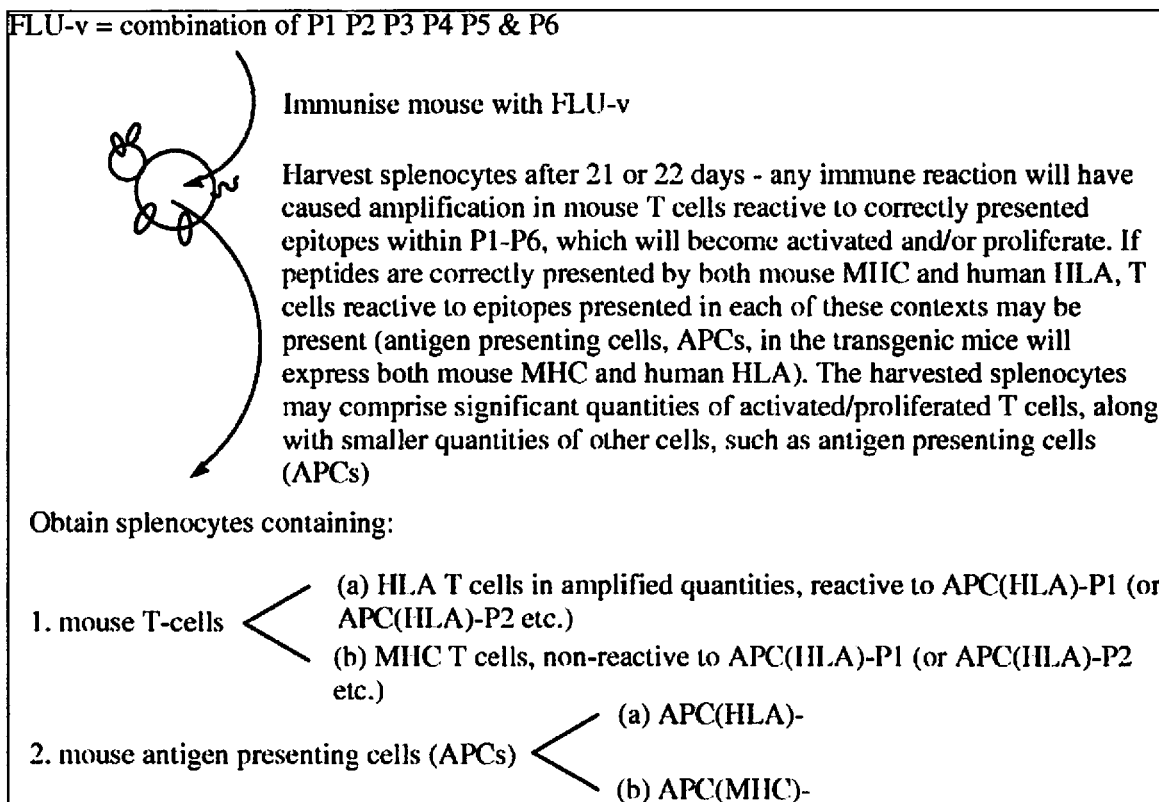 FLU-v = combination of P1 P2 P3 P4 P5 & P6
Immunise mouse with FLU-v
Harvest splenocytes after 21 or 22 days - any immune reaction will have
caused amplification in mouse T cells reactive to correctly presented
epitopes within P1-P6, which will become activated and/or proliferate. If
peptides are correctly presented by both mouse MHC and human HLA, T
cells reactive to epitopes presented in each of these contexts may be
present (antigen presenting cells, APCs, in the transgenic mice will
express both mouse MHC and human HLA). The harvested splenocytes
may comprise significant quantities of activated/proliferated T cells, along
with smaller quantities of other cells, such as antigen presenting cells
(APCs)
Obtain splenocytes containing:
1. mouse T-cells
(a) HLA T cells in amplified quantities, reactive to APC(HLA)-P1 (or
APC(HLA)-P2 etc.)
(b) MHC T cells, non-reactive to APC(HLA)-P1 (or APC(HLA)-P2
etc.)
2. mouse antigen presenting cells (APCs)
(a) APC(HLA)-
(b) APC(MHC)-